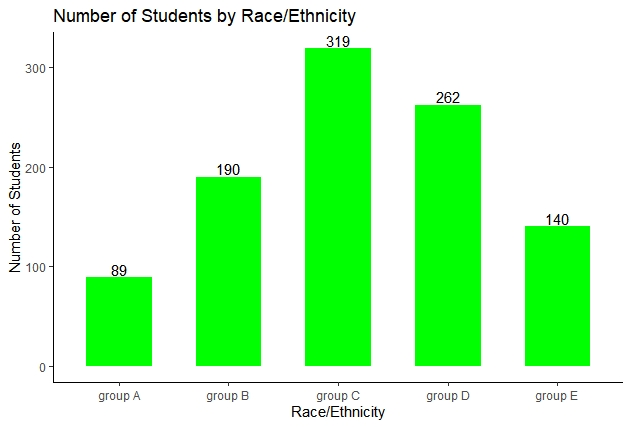 Number of Students by Race/Ethnicity
319
300
262
190
200
140
89
100
0
Number of Students
group A group B group C group D group E
Race/Ethnicity